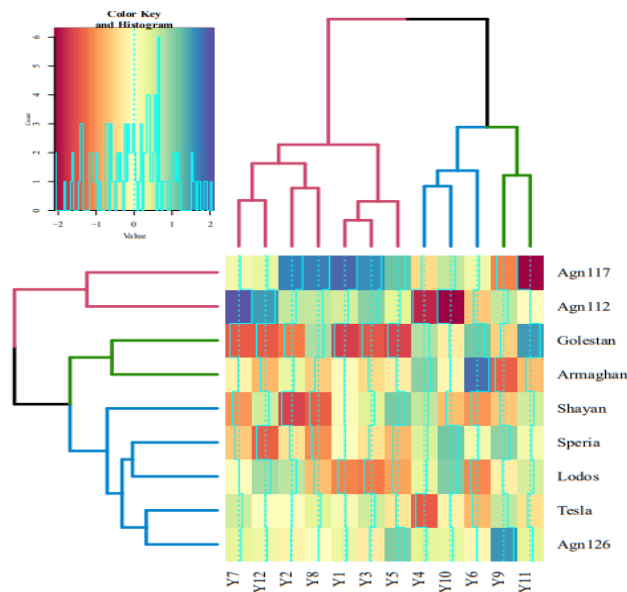 Color Key
and Histogram
Count
0 1 2 3 4 5 6
-2 -1 0 1 2
Value
Agn117
Agn112
Golestan
Armaghan
Shayan
Speria
Lodos
Tesla
Agn126
Y7 Y12 Y2 Y8 Y1 Y3 Y5 Y4 Y10 Y6 Y9 Y11